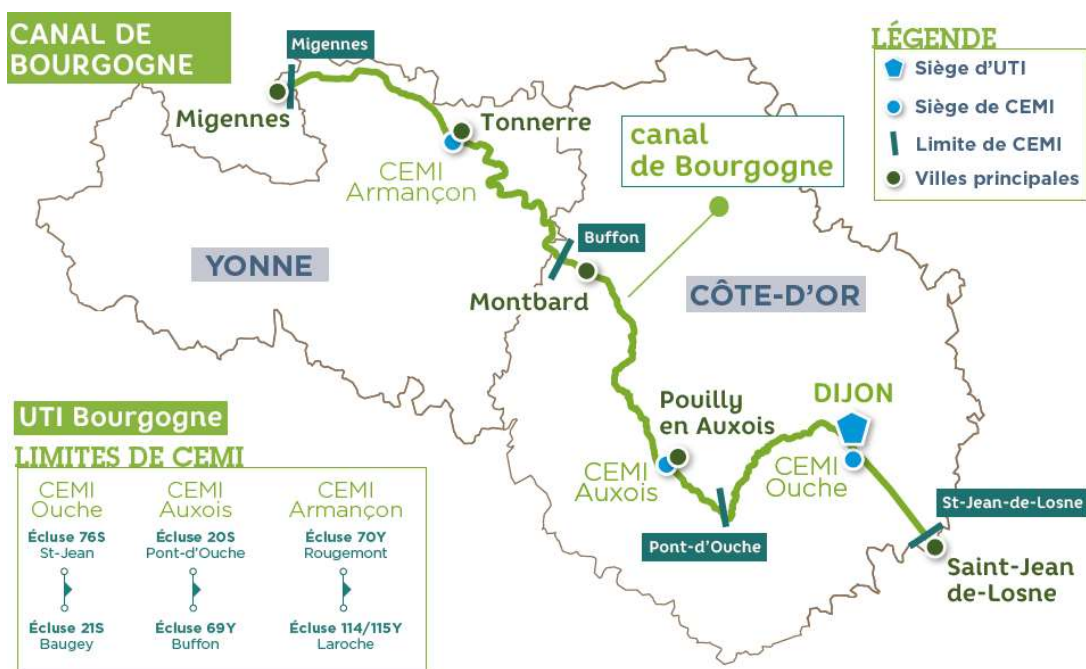 CANAL DE
BOURGOGNE
Migennes
Migennes
Tonnerre
CEMI
Armançon
canal
de Bourgogne
LÉGENDE
Siège d'UTI
Siège de CEMI
Limite de CEMI
Villes principales
YONNE
Buffon
Montbard
CÔTE-D'OR
Pouilly
en Auxois
DIJON
CEMI
Auxois
CEMI
Ouche
Pont-d'Ouche
St-Jean-de-Losne
Saint-Jean
de-Losne
UTI Bourgogne
LIMITES DE CEMI
CEMI
Ouche
Écluse 76S
St-Jean
Écluse 21S
Baugey
CEMI
Auxois
Écluse 20S
Pont-d'Ouche
Écluse 69Y
Buffon
CEMI
Armançon
Écluse 70Y
Rougemont
Écluse 114/115Y
Laroche